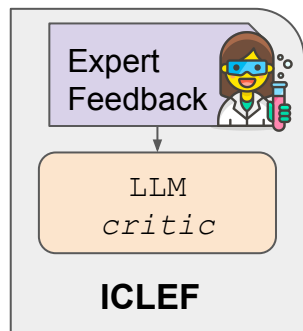 Expert
Feedback
LLM
critic
ICLEF